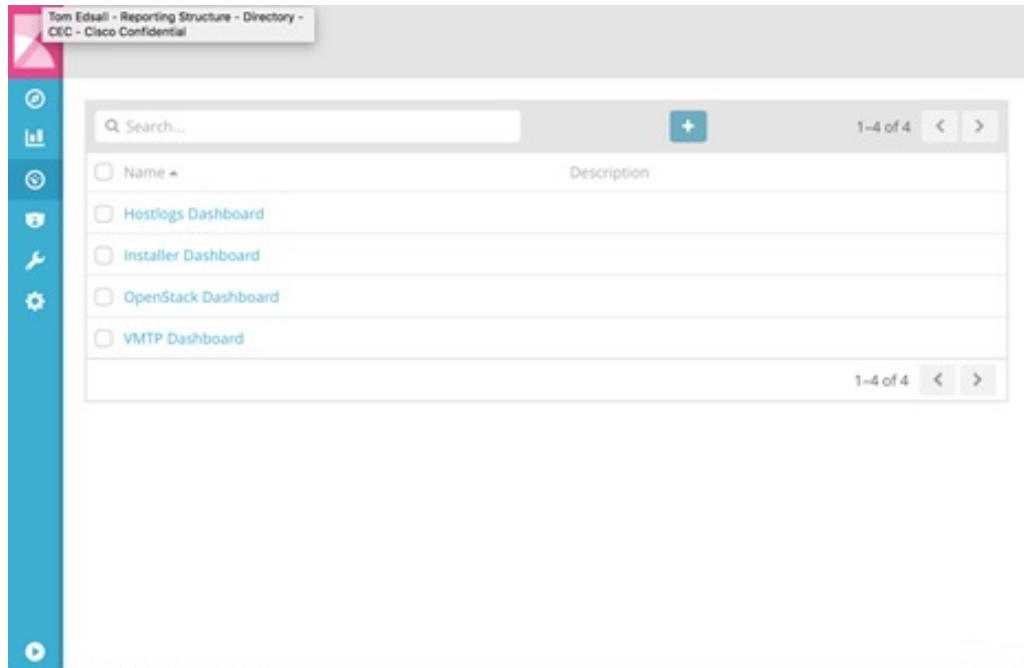 Tom Edsall - Reporting Structure - Directory -
CEC - Cisco Confidential
Search...
1–4 of 4
Name
Description
Hostlogs Dashboard
Installer Dashboard
OpenStack Dashboard
VMTP Dashboard
1–4 of 4